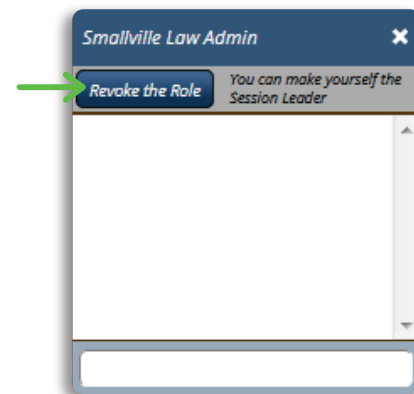 Smallville Law Admin
Revoke the Role
You can make yourself the
Session Leader